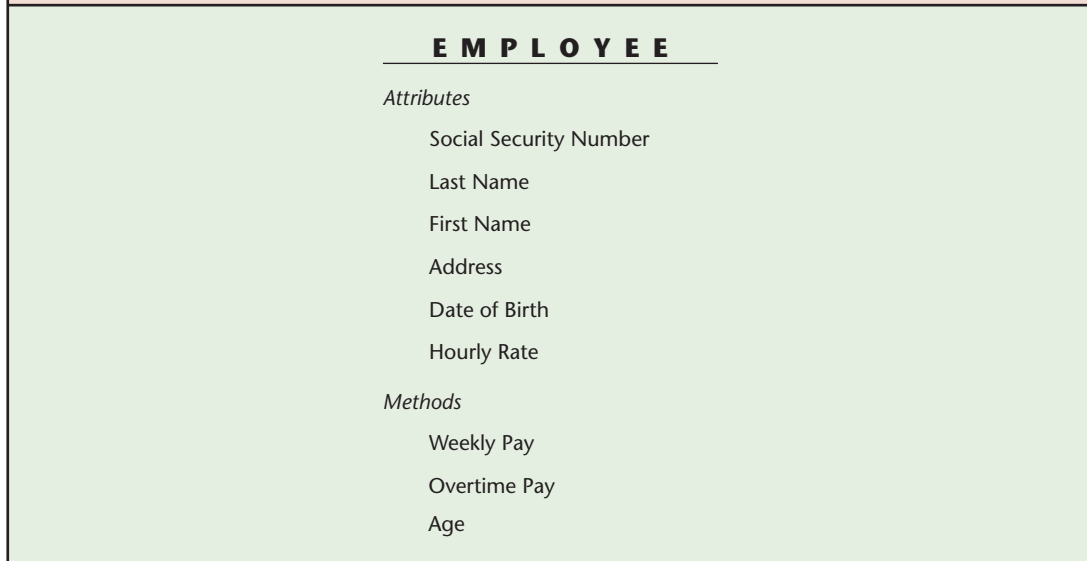 EMPLOYEE
Attributes
Social Security Number
Last Name
First Name
Address
Date of Birth
Hourly Rate
Methods
Weekly Pay
Overtime Pay
Age